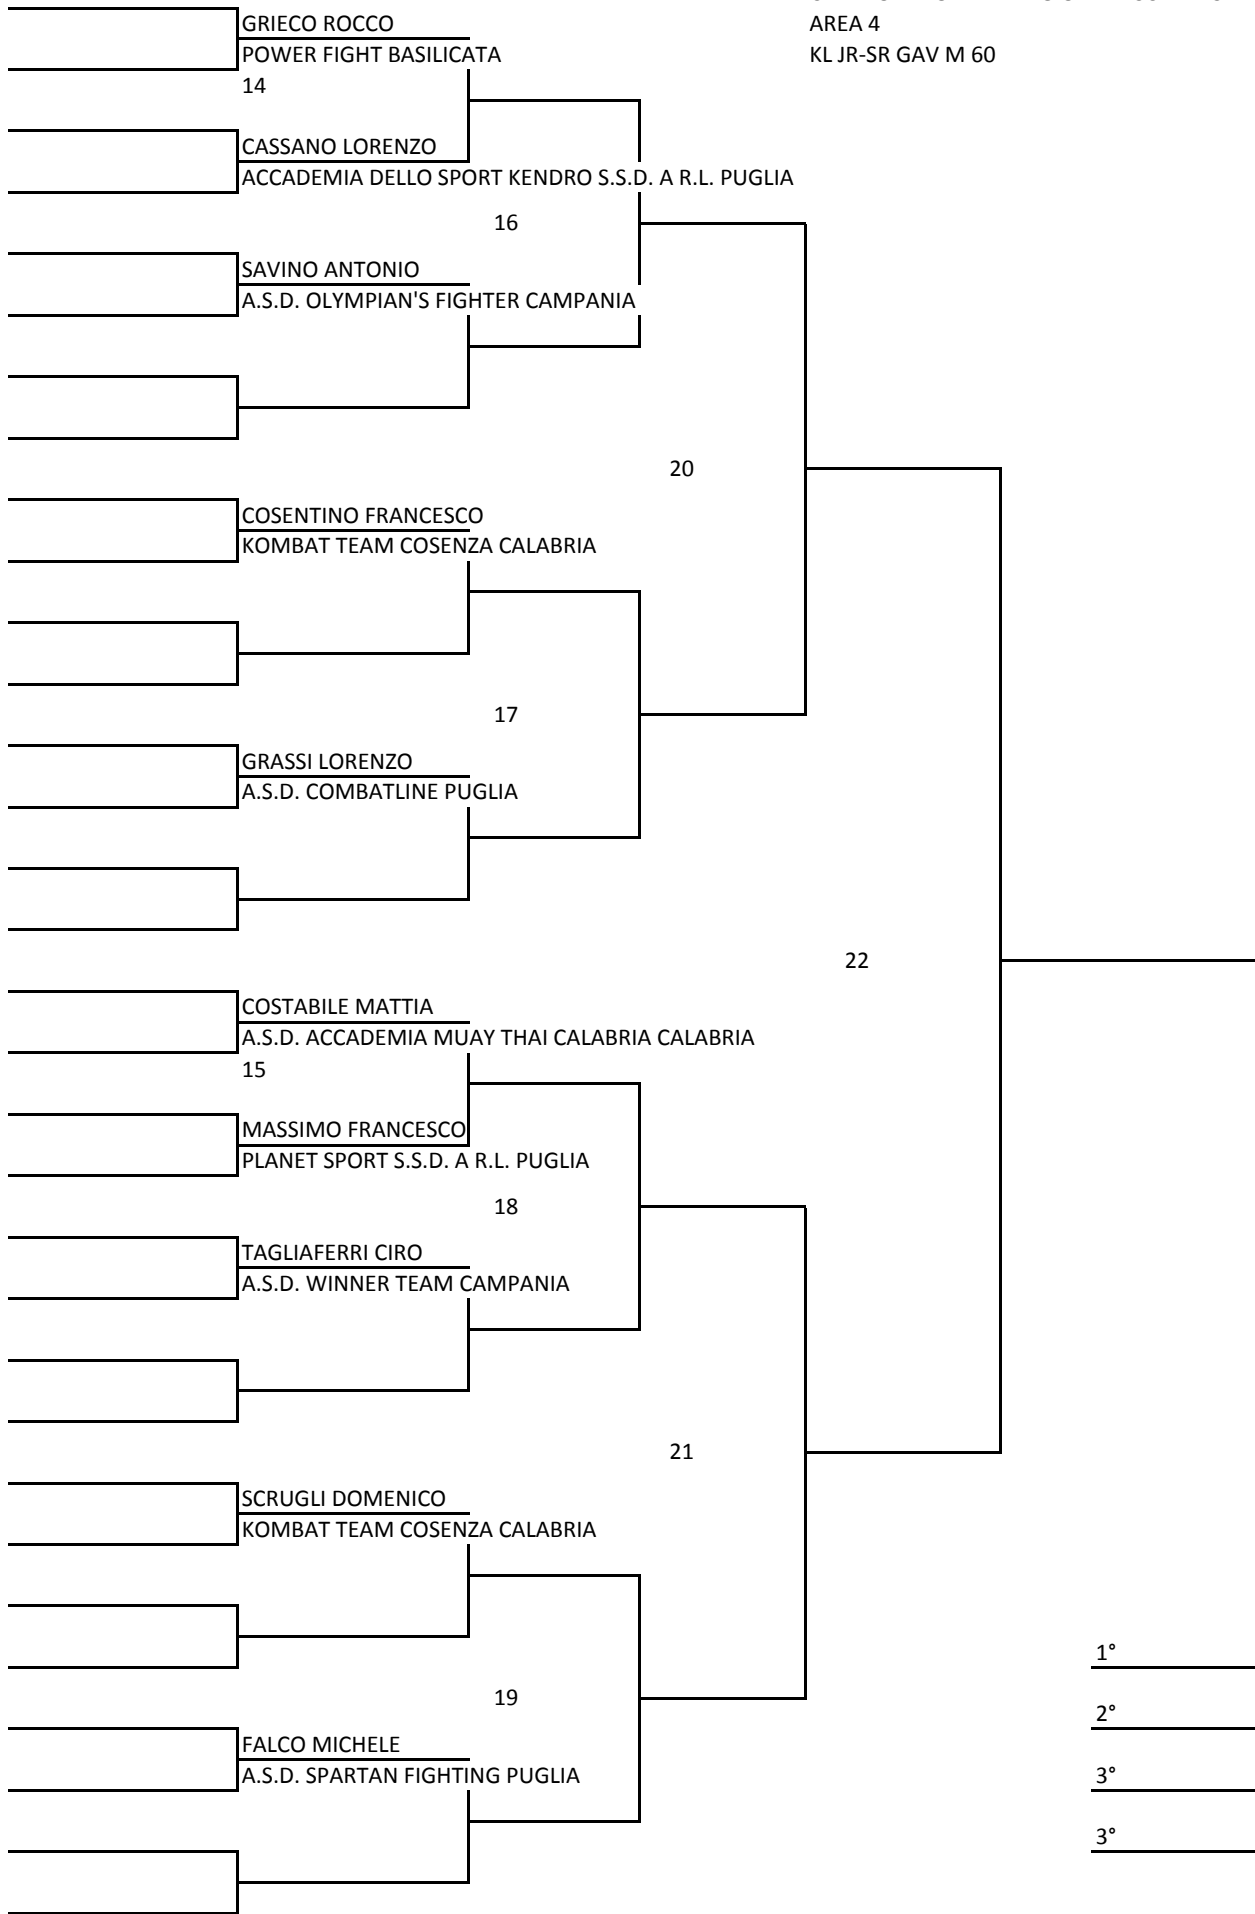 GRIECO ROCCO
AREA 4
POWER FIGHT BASILICATA
KL JR-SR GAV M 60
14
CASSANO LORENZO
ACCADEMIA DELLO SPORT KENDRO S.S.D. A R.L. PUGLIA
16
SAVINO ANTONIO
A.S.D. OLYMPIAN'S FIGHTER CAMPANIA
20
COSENTINO FRANCESCO
KOMBAT TEAM COSENZA CALABRIA
17
GRASSI LORENZO
A.S.D. COMBATLINE PUGLIA
22
COSTABILE MATTIA
A.S.D. ACCADEMIA MUAY THAI CALABRIA CALABRIA
15
MASSIMO FRANCESCO
PLANET SPORT S.S.D. A R.L. PUGLIA
18
TAGLIAFERRI CIRO
A.S.D. WINNER TEAM CAMPANIA
21
SCRUGLI DOMENICO
KOMBAT TEAM COSENZA CALABRIA
1°
19
2°
FALCO MICHELE
A.S.D. SPARTAN FIGHTING PUGLIA
3°
3°